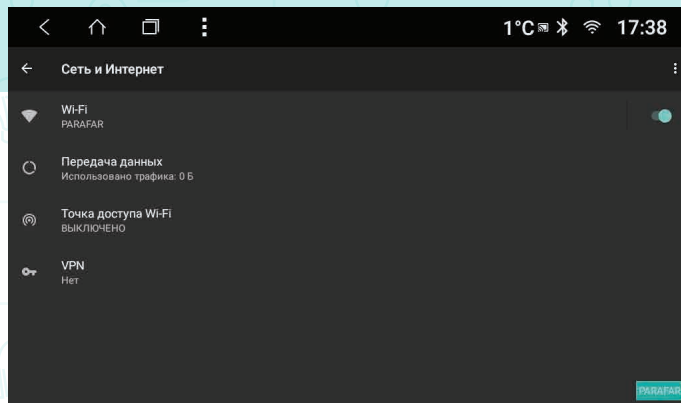 1°C 17:38
Сеть и Интернет
Wi-Fi
PARAFAR
Передача данных
Использовано трафика: 0 Б
Точка доступа Wi-Fi
ВЫКЛЮЧЕНО
VPN
Нет
PARAFAR